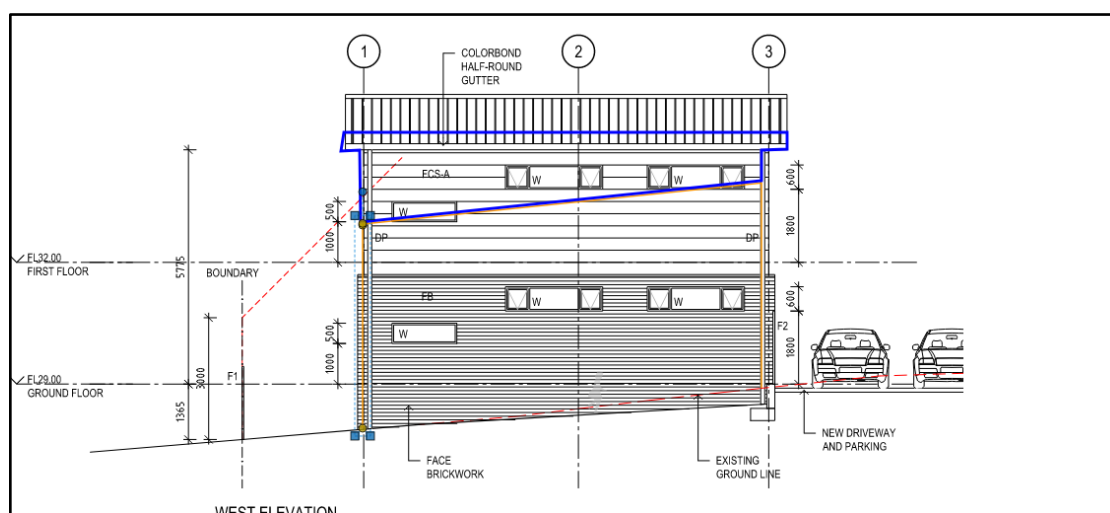 1
2
3
COLORBOND
HALF-ROUND
GUTTER
FCS-A
W
W
W
600
500
1000
1800
DP
DP
FL32.00
FIRST FLOOR
5775
BOUNDARY
FB
W
W
W
600
F2
500
1000
1800
3000
F1
FL29.00
GROUND FLOOR
1365
FACE
BRICKWORK
EXISTING
GROUND LINE
NEW DRIVEWAY
AND PARKING
WEST ELEVATION